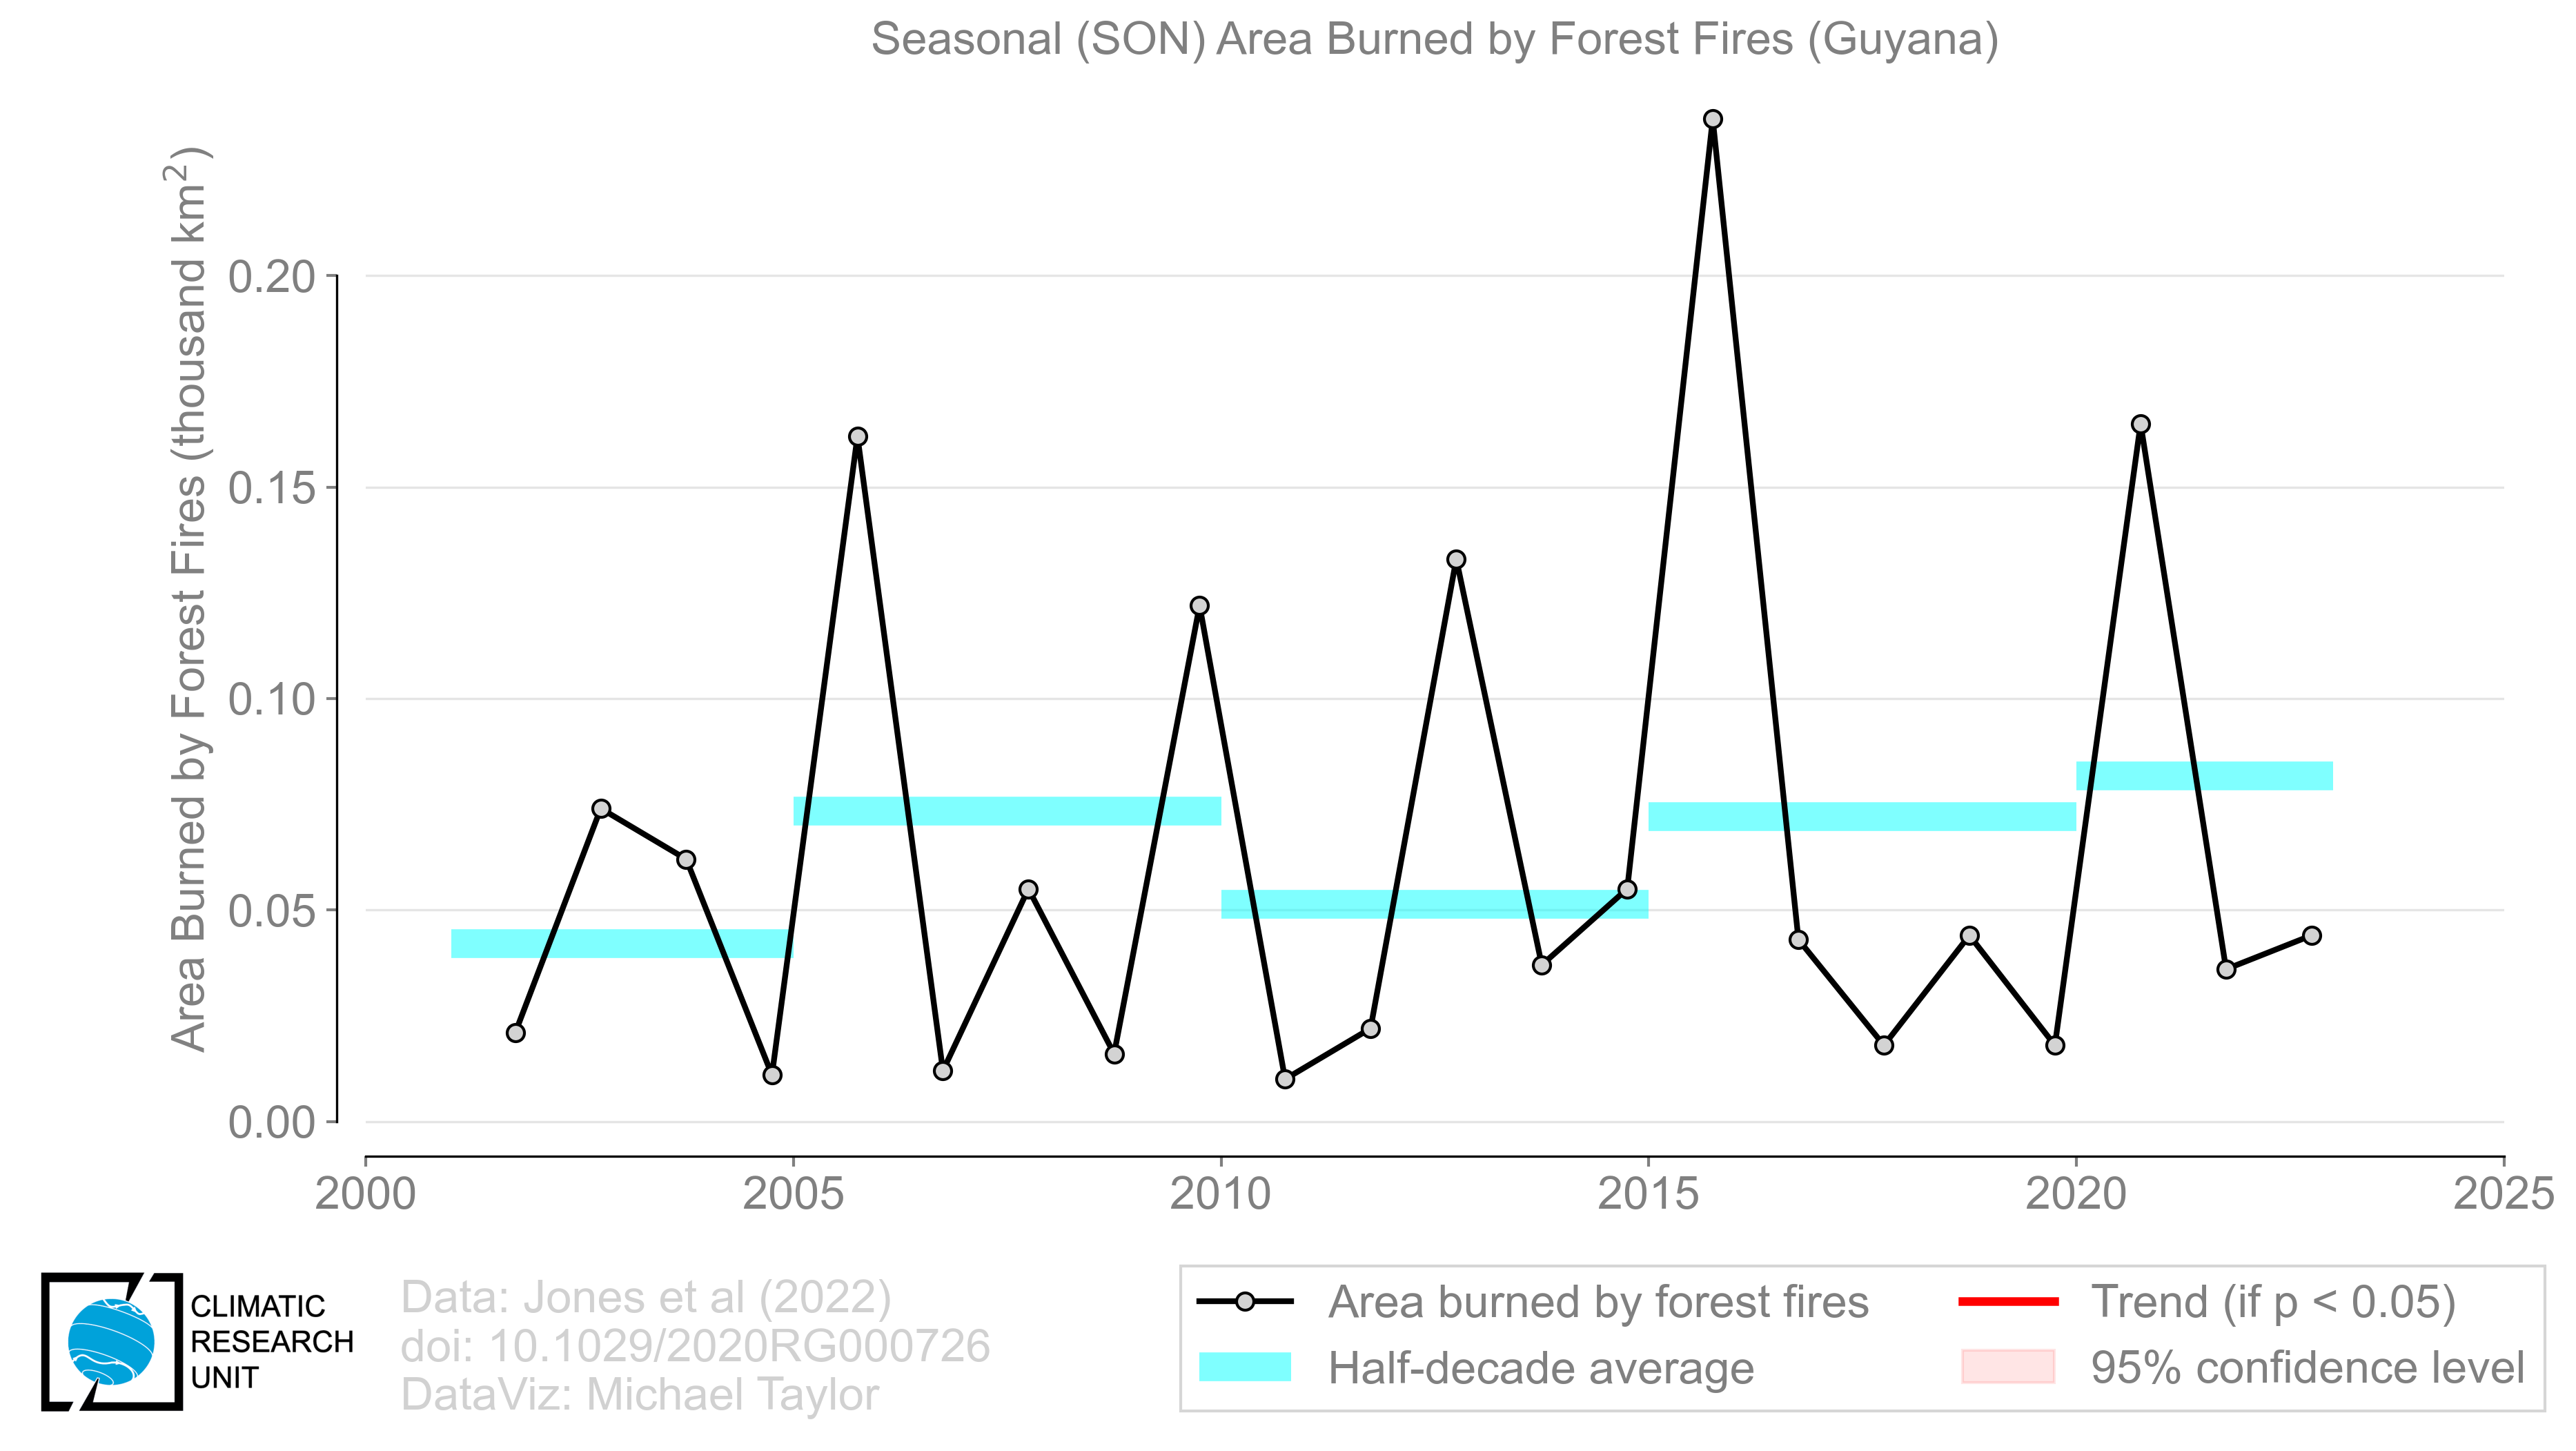 Seasonal (SON) Area Burned by Forest Fires (Guyana)
Area Burned by Forest Fires (thousand km²)
0.20
0.15
0.10
0.05
0.00
2000 2005 2010 2015 2020 2025
CLIMATIC
RESEARCH
UNIT
Data: Jones et al (2022)
doi: 10.1029/2020RG000726
DataViz: Michael Taylor
Area burned by forest fires
Half-decade average
Trend (if p < 0.05)
95% confidence level